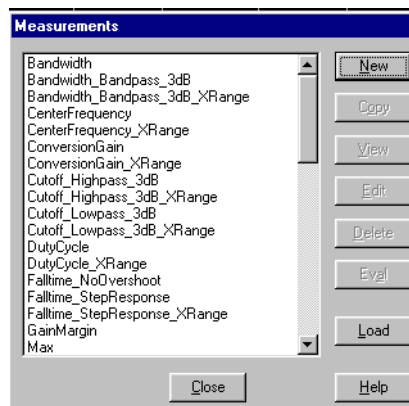 Measurements
Bandwidth
Bandwidth_Bandpass_3dB
Bandwidth_Bandpass_3dB_XRange
CenterFrequency
CenterFrequency_XRange
ConversionGain
ConversionGain_XRange
Cutoff_Highpass_3dB
Cutoff_Highpass_3dB_XRange
Cutoff_Lowpass_3dB
Cutoff_Lowpass_3dB_XRange
DutyCycle
DutyCycle_XRange
Falltime_NoOvershoot
Falltime_StepResponse
Falltime_StepResponse_XRange
GainMargin
Max
New
Copy
View
Edit
Delete
Eval
Load
Close
Help